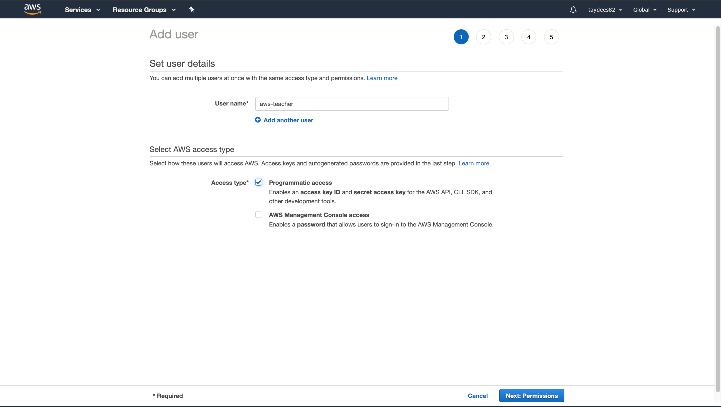 aws Services Resource Groups Global Support
Add user 1 2 3 4 5
Set user details
You can add multiple users at once with the same access type and permissions. Learn more
User name* aws-teacher
Add another user
Select AWS access type
Select how these users will access AWS. Access keys and autogenerated passwords are provided in the last step. Learn more
Access type* Programmatic access
Enables an access key ID and secret access key for the AWS API, CLI, SDK, and
other development tools.
AWS Management Console access
Enables a password that allows users to sign-in to the AWS Management Console.
* Required Cancel Next: Permissions